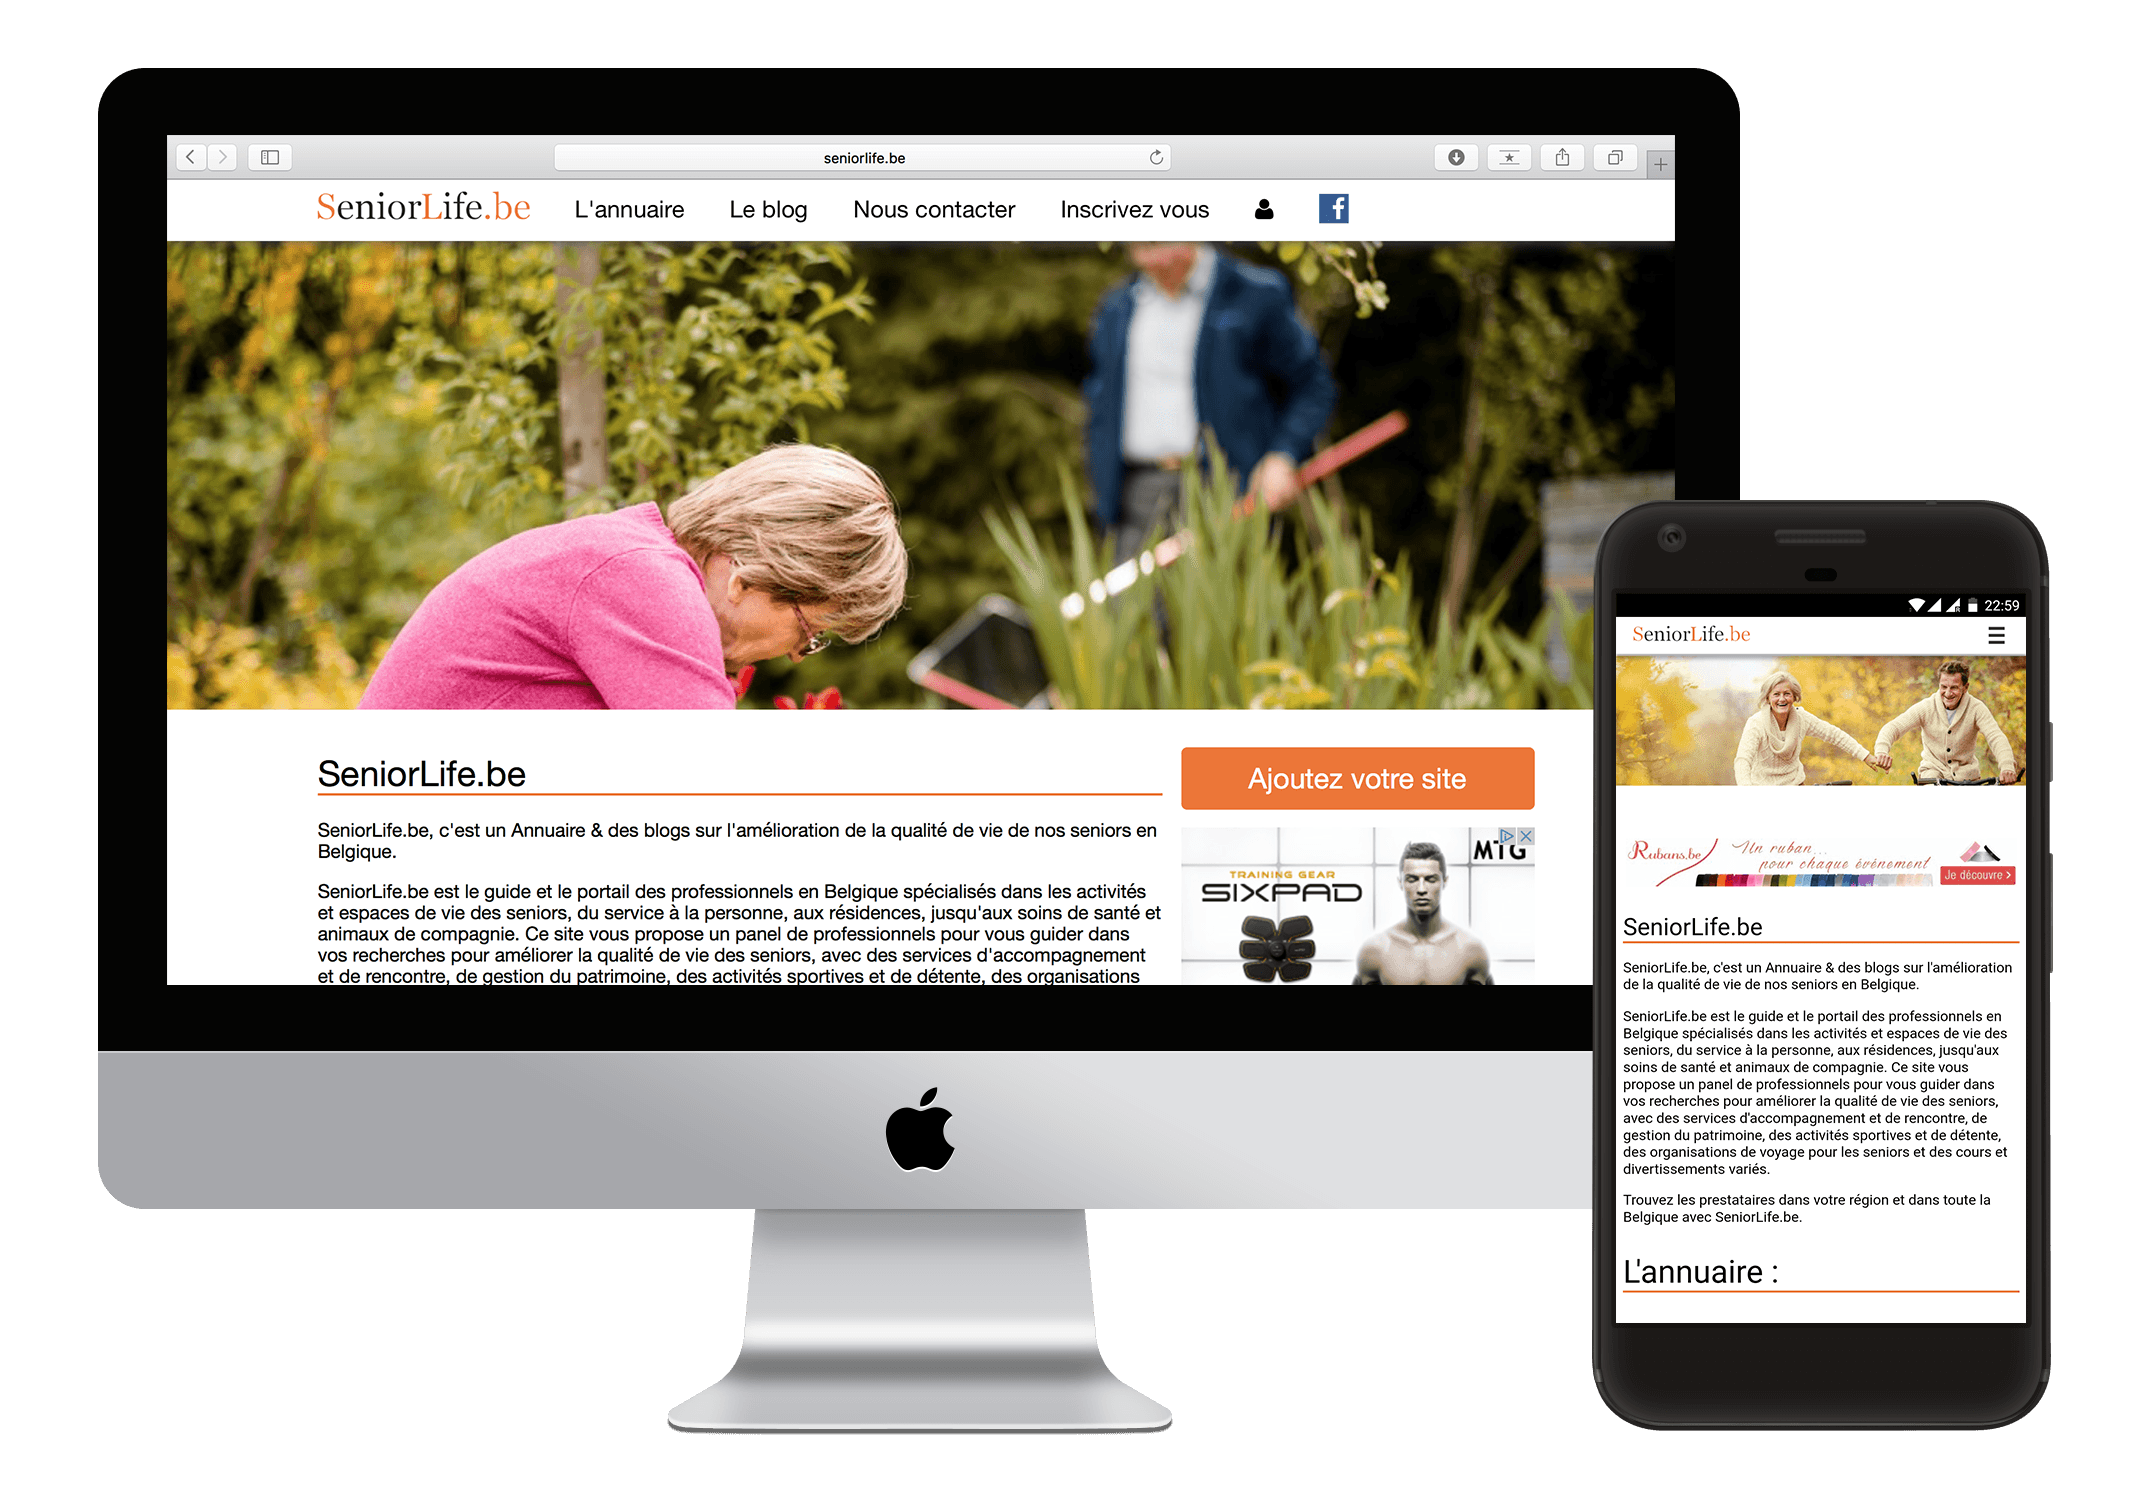 seniorlife.be
SeniorLife.be L'annuaire Le blog Nous contacter Inscrivez vous f
SeniorLife.be
SeniorLife.be, c'est un Annuaire & des blogs sur l'amélioration de la qualité de vie de nos seniors en
Belgique.
SeniorLife.be est le guide et le portail des professionnels en Belgique spécialisés dans les activités
et espaces de vie des seniors, du service à la personne, aux résidences, jusqu'aux soins de santé et
animaux de compagnie. Ce site vous propose un panel de professionnels pour vous guider dans
vos recherches pour améliorer la qualité de vie des seniors, avec des services d'accompagnement
et de rencontre, de gestion du patrimoine, des activités sportives et de détente, des organisations
Ajoutez votre site
MTG
TRAINING GEAR
SIXPAD
22:59
SeniorLife.be
Rubans.be
Un ruban...
pour chaque événement
Je découvre >
SeniorLife.be
SeniorLife.be, c'est un Annuaire & des blogs sur l'amélioration
de la qualité de vie de nos seniors en Belgique.
SeniorLife.be est le guide et le portail des professionnels en
Belgique spécialisés dans les activités et espaces de vie des
seniors, du service à la personne, aux résidences, jusqu'aux
soins de santé et animaux de compagnie. Ce site vous
propose un panel de professionnels pour vous guider dans
vos recherches pour améliorer la qualité de vie des seniors,
avec des services d'accompagnement et de rencontre, de
gestion du patrimoine, des activités sportives et de détente,
des organisations de voyage pour les seniors et des cours et
divertissements variés.
Trouvez les prestataires dans votre région et dans toute la
Belgique avec SeniorLife.be.
L'annuaire :